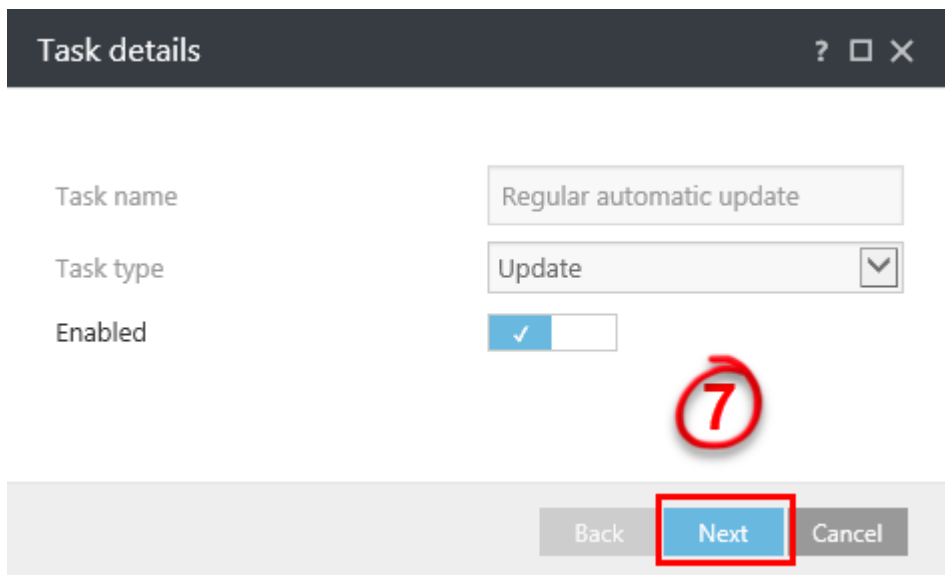 Task details ?
Task name Regular automatic update
Task type Update
Enabled
7
Back Next Cancel